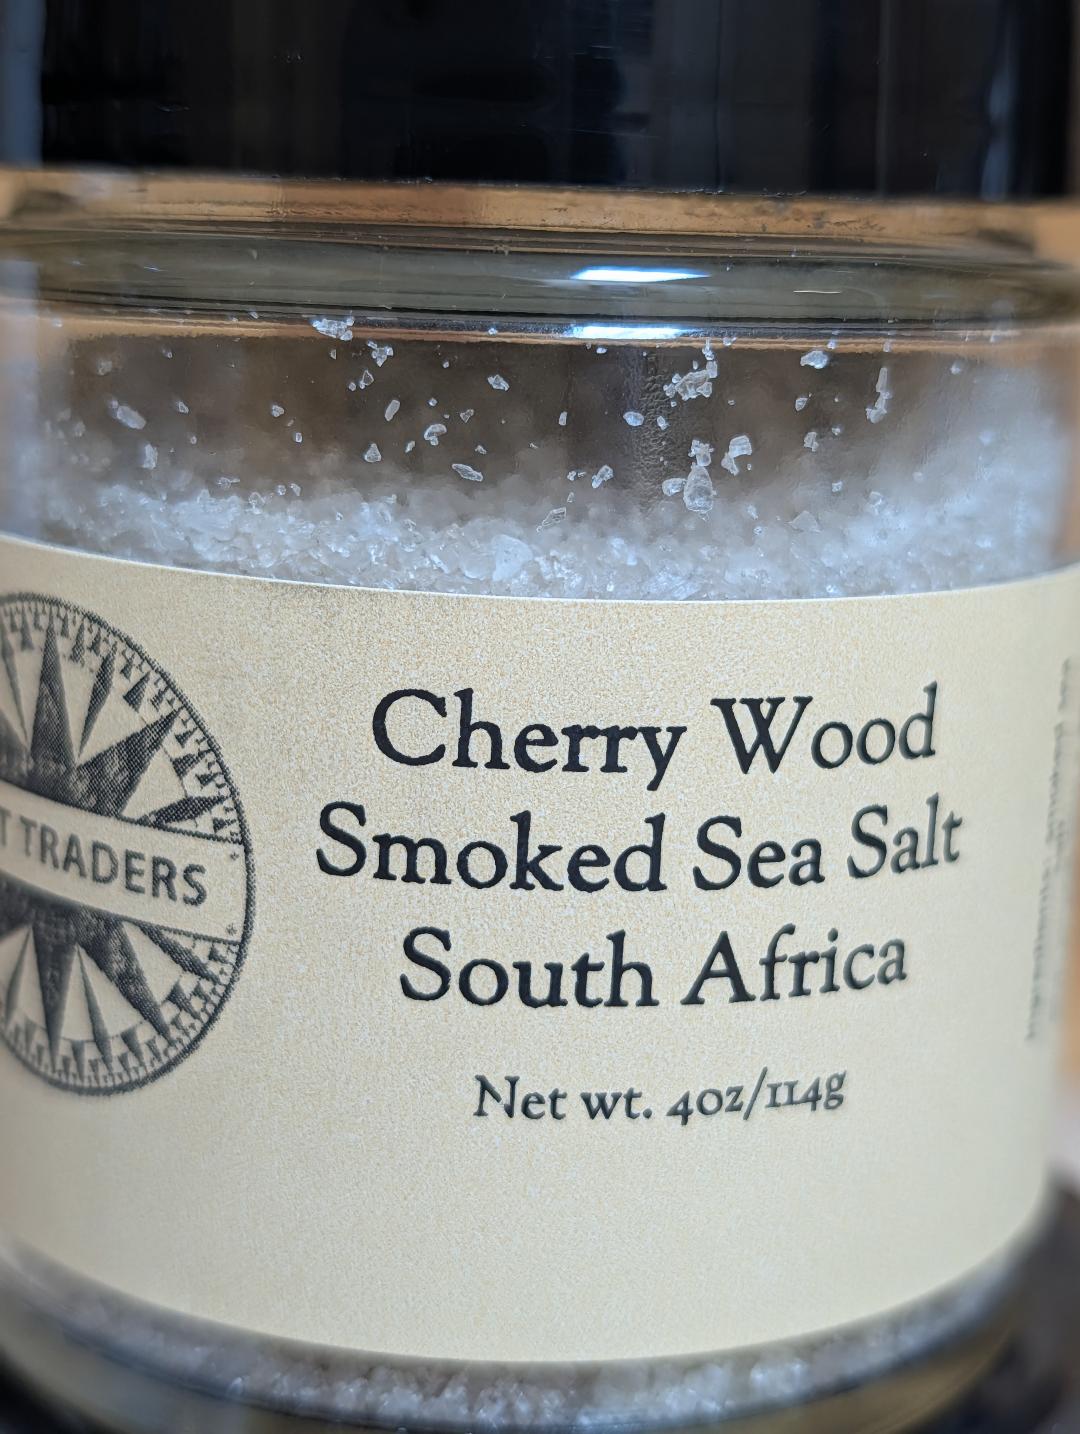 T TRADERS
Cherry Wood
Smoked Sea Salt
South Africa
Net wt. 4oz/114g